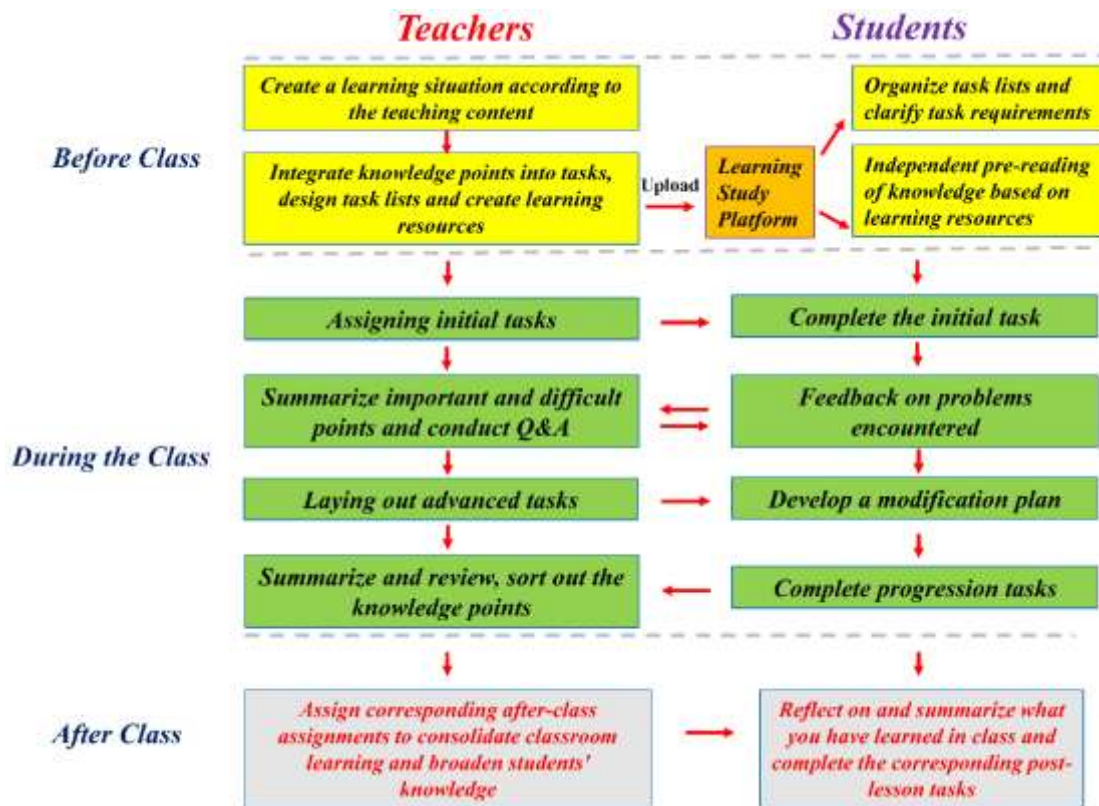 Teachers
Students
Before Class
Create a learning situation according to
the teaching content
Integrate knowledge points into tasks,
design task lists and create learning
resources
Upload
Learning
Study
Platform
Organize task lists and
clarify task requirements
Independent pre-reading
of knowledge based on
learning resources
During the Class
Assigning initial tasks
Complete the initial task
Summarize important and difficult
points and conduct Q&A
Feedback on problems
encountered
Laying out advanced tasks
Develop a modification plan
Summarize and review, sort out the
knowledge points
Complete progression tasks
After Class
Assign corresponding after-class
assignments to consolidate classroom
learning and broaden students'
knowledge
Reflect on and summarize what
you have learned in class and
complete the corresponding post-
lesson tasks